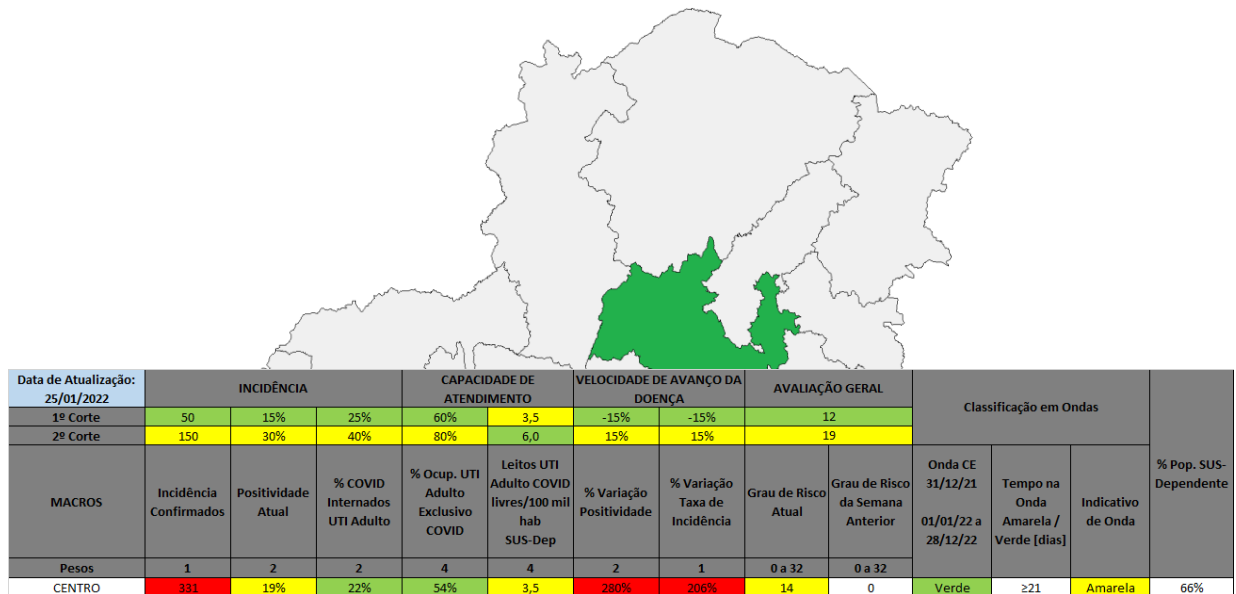 Data de Atualização: 25/01/2022 INCIDÊNCIA CAPACIDADE DE ATENDIMENTO VELOCIDADE DE AVANÇO DA DOENÇA AVALIAÇÃO GERAL Classificação em Ondas % Pop. SUS-Dependente
1º Corte 50 15% 25% 60% 3,5 -15% -15% 12
2º Corte 150 30% 40% 80% 6,0 15% 15% 19
MACROS Incidência Confirmados Positividade Atual % COVID Internados UTI Adulto % Ocup. UTI Adulto Exclusivo COVID Leitos UTI Adulto COVID livres/100 mil hab SUS-Dep % Variação Positividade % Variação Taxa de Incidência Grau de Risco Atual Grau de Risco da Semana Anterior Onda CE 31/12/21 01/01/22 a 28/12/22 Tempo na Onda Amarela / Verde [dias] Indicativo de Onda
Pesos 1 2 2 4 4 2 1 0 a 32 0 a 32
CENTRO 331 19% 22% 54% 3,5 280% 206% 14 0 Verde ≥21 Amarela 66%